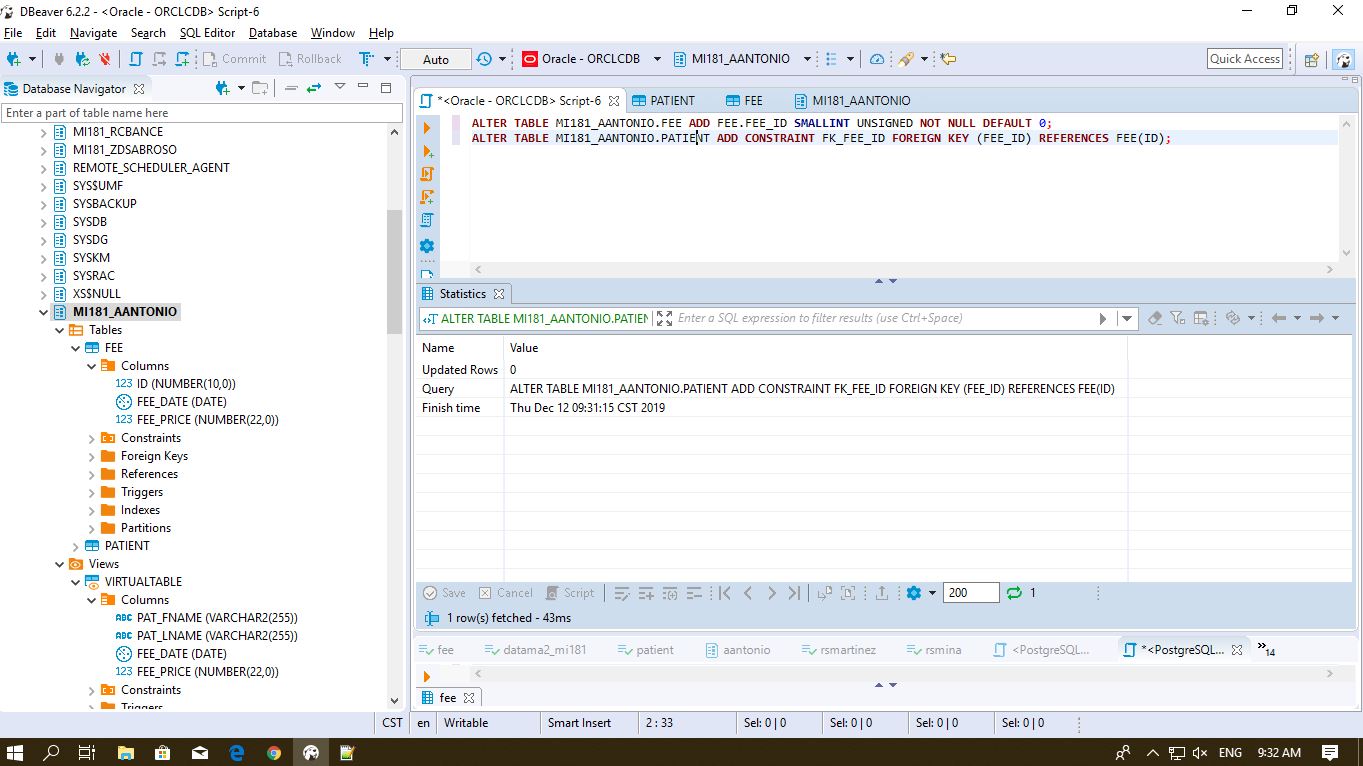 DBeaver 6.2.2 - <Oracle - ORCLCDB> Script-6
File Edit Navigate Search SQL Editor Database Window Help
Commit Rollback T Auto Oracle - ORCLCDB MI181_AANTONIO Quick Access
Database Navigator
*<Oracle - ORCLCDB> Script-6 PATIENT FEE MI181_AANTONIO
Enter a part of table name here
MI181_RCBANCE
MI181_ZDSABROSO
REMOTE_SCHEDULER_AGENT
SYS$UMF
SYSBACKUP
SYSDB
SYSDG
SYSKM
SYSRAC
XS$NULL
MI181_AANTONIO
Tables
FEE
Columns
123 ID (NUMBER(10,0))
FEE_DATE (DATE)
123 FEE_PRICE (NUMBER(22,0))
Constraints
Foreign Keys
References
Triggers
Indexes
Partitions
PATIENT
Views
VIRTUALTABLE
Columns
ABC PAT_FNAME (VARCHAR2(255))
ABC PAT_LNAME (VARCHAR2(255))
FEE_DATE (DATE)
123 FEE_PRICE (NUMBER(22,0))
Constraints
Triggers
ALTER TABLE MI181_AANTONIO.FEE ADD FEE.FEE_ID SMALLINT UNSIGNED NOT NULL DEFAULT 0;
ALTER TABLE MI181_AANTONIO.PATIENT ADD CONSTRAINT FK_FEE_ID FOREIGN KEY (FEE_ID) REFERENCES FEE(ID);
Statistics
ALTER TABLE MI181_AANTONIO.PATIEN Enter a SQL expression to filter results (use Ctrl+Space)
Name Value
Updated Rows 0
Query ALTER TABLE MI181_AANTONIO.PATIENT ADD CONSTRAINT FK_FEE_ID FOREIGN KEY (FEE_ID) REFERENCES FEE(ID)
Finish time Thu Dec 12 09:31:15 CST 2019
Save Cancel Script 200 1
1 row(s) fetched - 43ms
fee datama2_mi181 patient aantonio rsmartinez rsmina <PostgreSQL... *<PostgreSQL... »14
fee
CST en Writable Smart Insert 2 : 33 Sel: 0 | 0 Sel: 0 | 0 Sel: 0 | 0 Sel: 0 | 0
ENG 9:32 AM